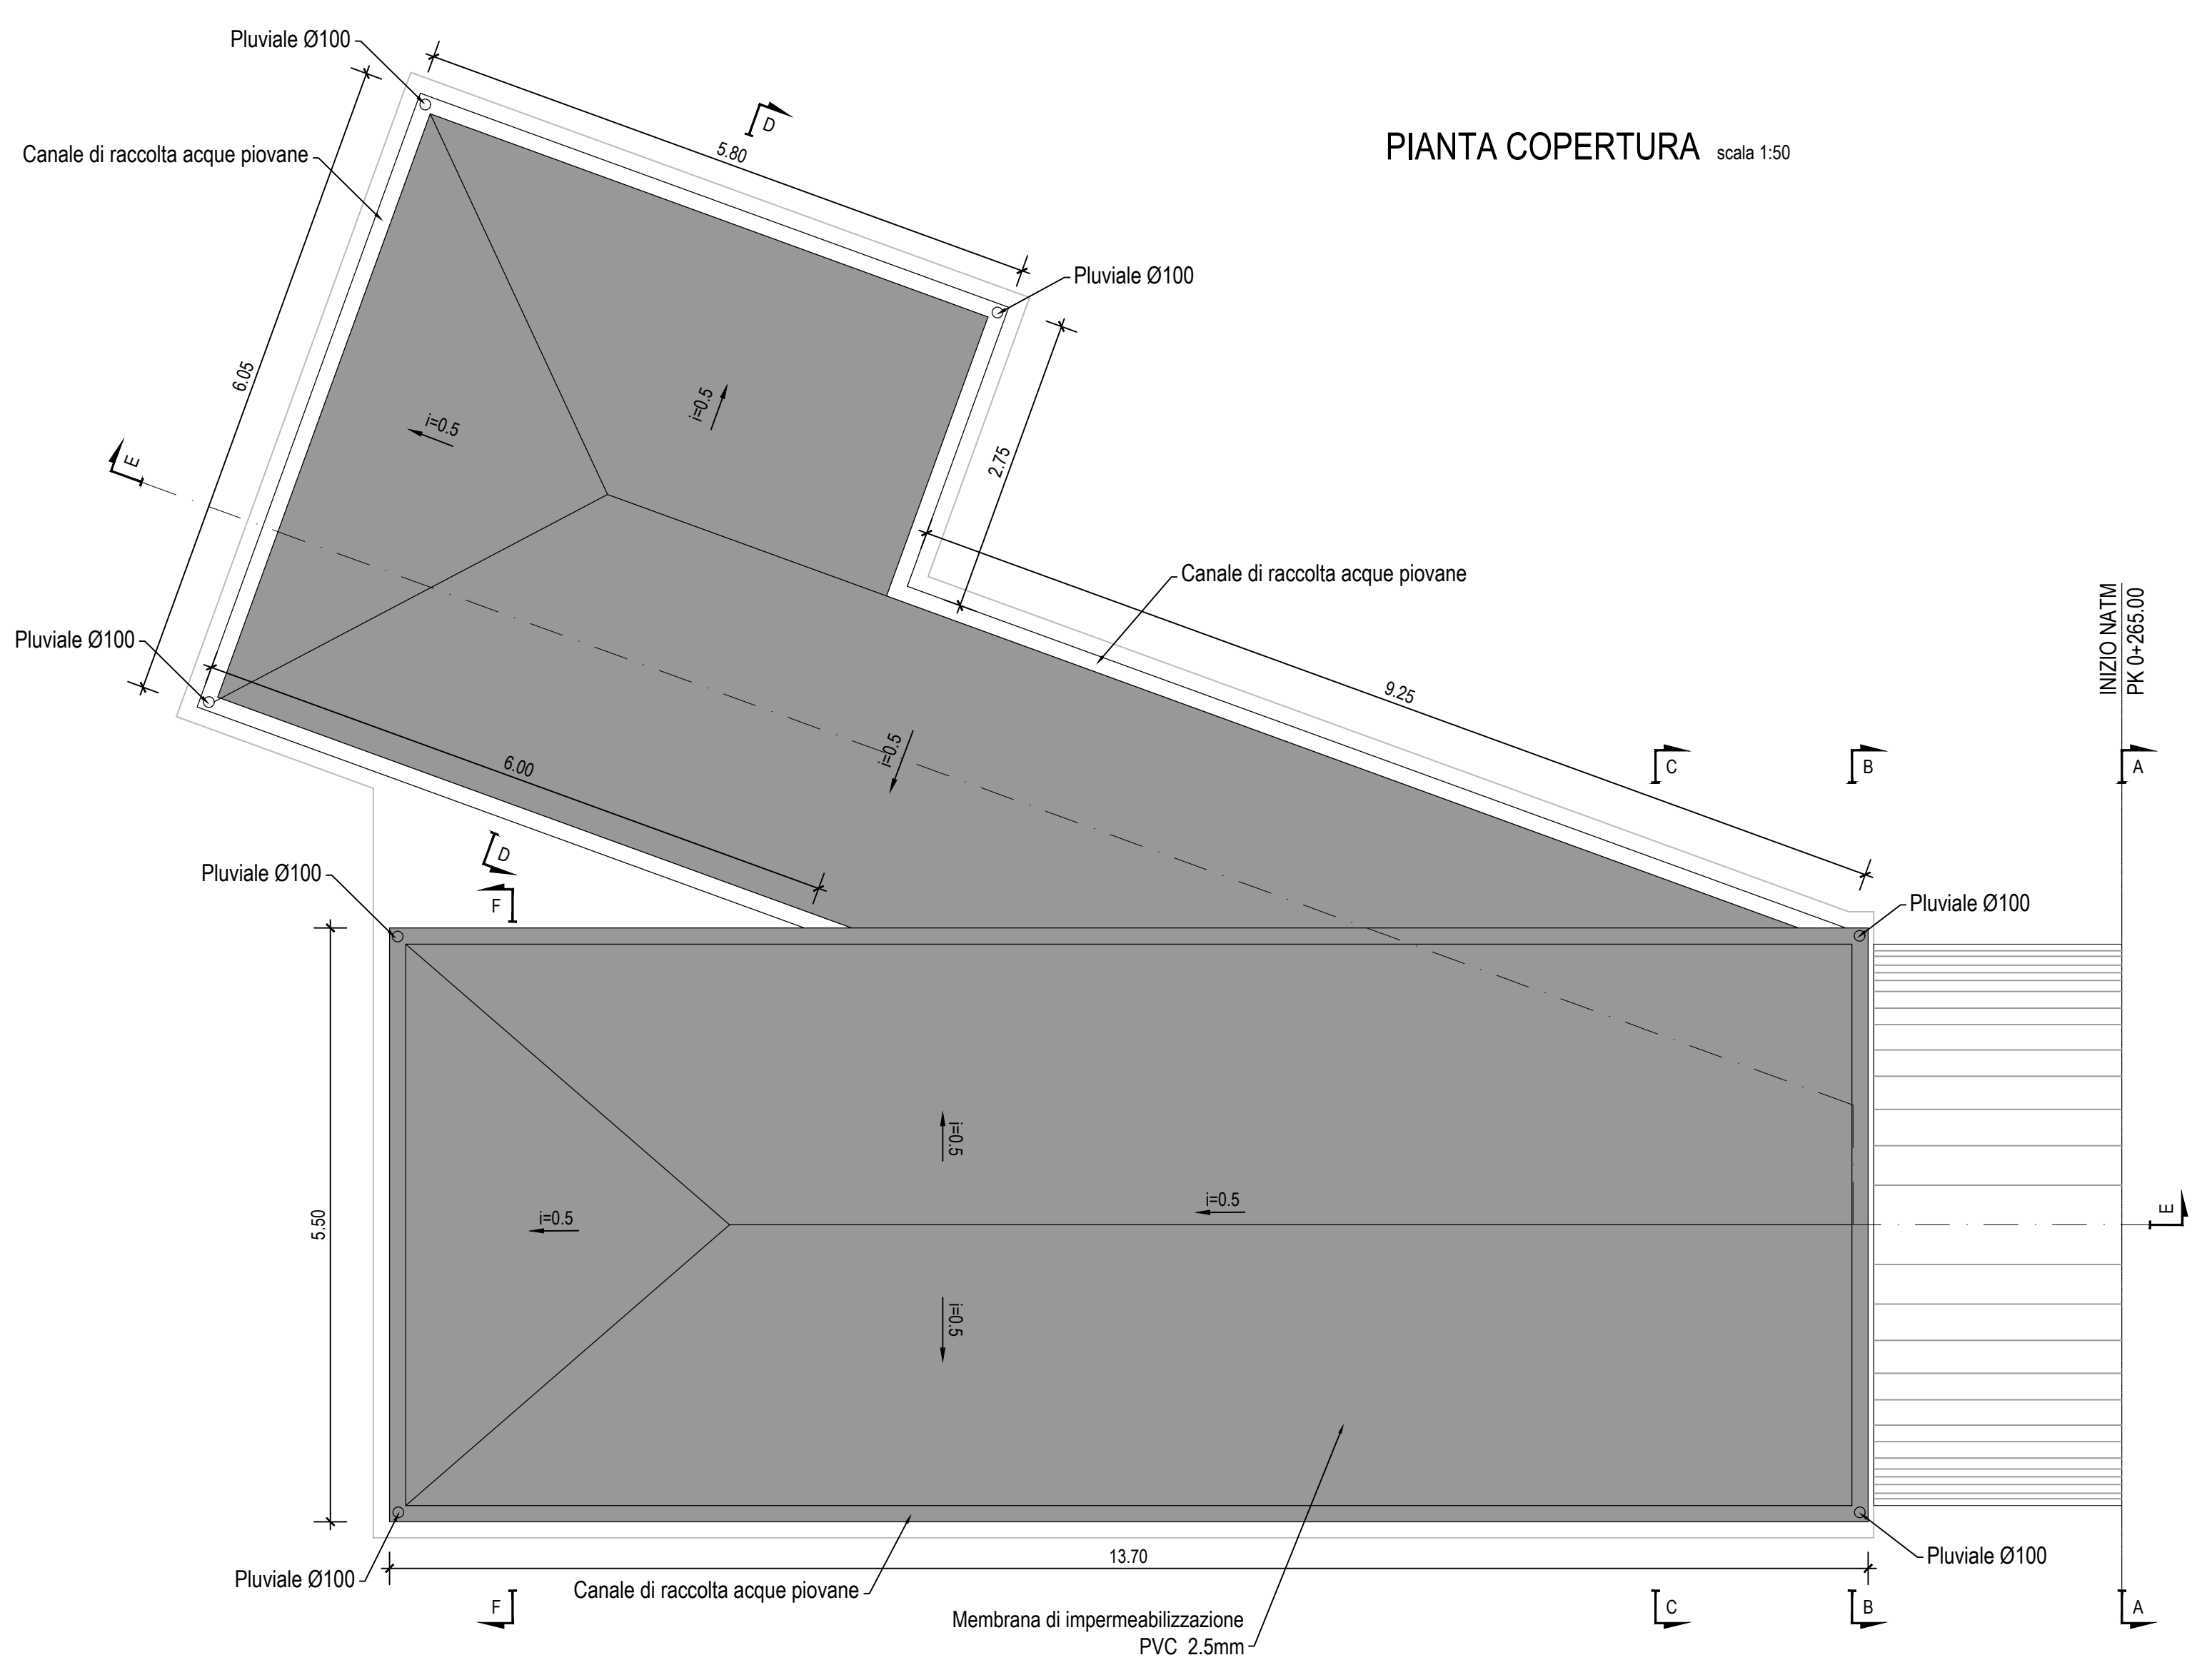 Pluviale Ø100
D
5.80
PIANTA COPERTURA scala 1:50
Canale di raccolta acque piovane
Pluviale Ø100
6.05
i=0.5
i=0.5
2.75
E
Canale di raccolta acque piovane
INIZIO NATM
PK 0+265.00
Pluviale Ø100
9.25
6.00
i=0.5
C
B
A
D
Pluviale Ø100
F
Pluviale Ø100
i=0.5
5.50
i=0.5
i=0.5
E
i=0.5
13.70
Pluviale Ø100
Canale di raccolta acque piovane
Pluviale Ø100
F
Membrana di impermeabilizzazione
PVC 2.5mm
C
B
A